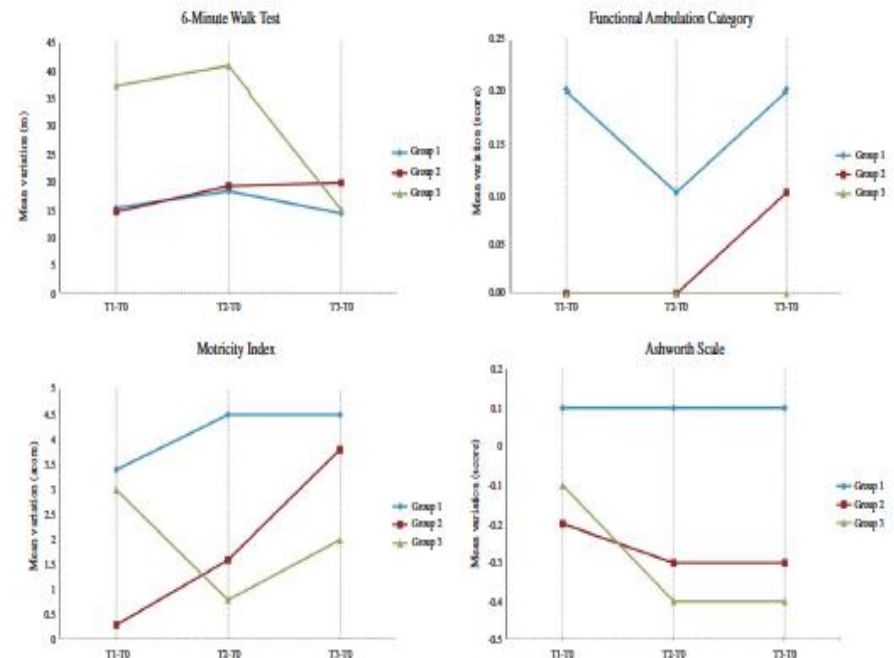 6-Minute Walk Test
Mean variation (m)
45
40
35
30
25
20
15
10
5
0
T1-T0
T2-T0
T3-T0
Group 1
Group 2
Group 3
Functional Ambulation Category
Mean variation (score)
0.25
0.20
0.15
0.10
0.05
0.00
T1-T0
T2-T0
T3-T0
Group 1
Group 2
Group 3
Motricity Index
Mean variation (score)
5
4.5
4
3.5
3
2.5
2
1.5
1
0.5
0
T1-T0
T2-T0
T3-T0
Group 1
Group 2
Group 3
Ashworth Scale
Mean variation (score)
0.2
0.1
0
-0.1
-0.2
-0.3
-0.4
-0.5
T1-T0
T2-T0
T3-T0
Group 1
Group 2
Group 3